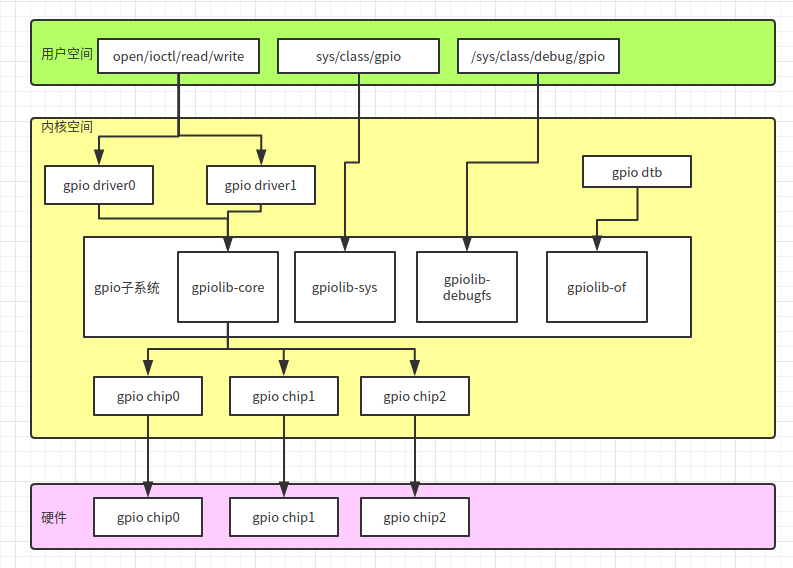 用户空间
open/ioctl/read/write
sys/class/gpio
/sys/class/debug/gpio
内核空间
gpio driver0
gpio driver1
gpio dtb
gpio子系统
gpiolib-core
gpiolib-sys
gpiolib-
debugfs
gpiolib-of
gpio chip0
gpio chip1
gpio chip2
硬件
gpio chip0
gpio chip1
gpio chip2